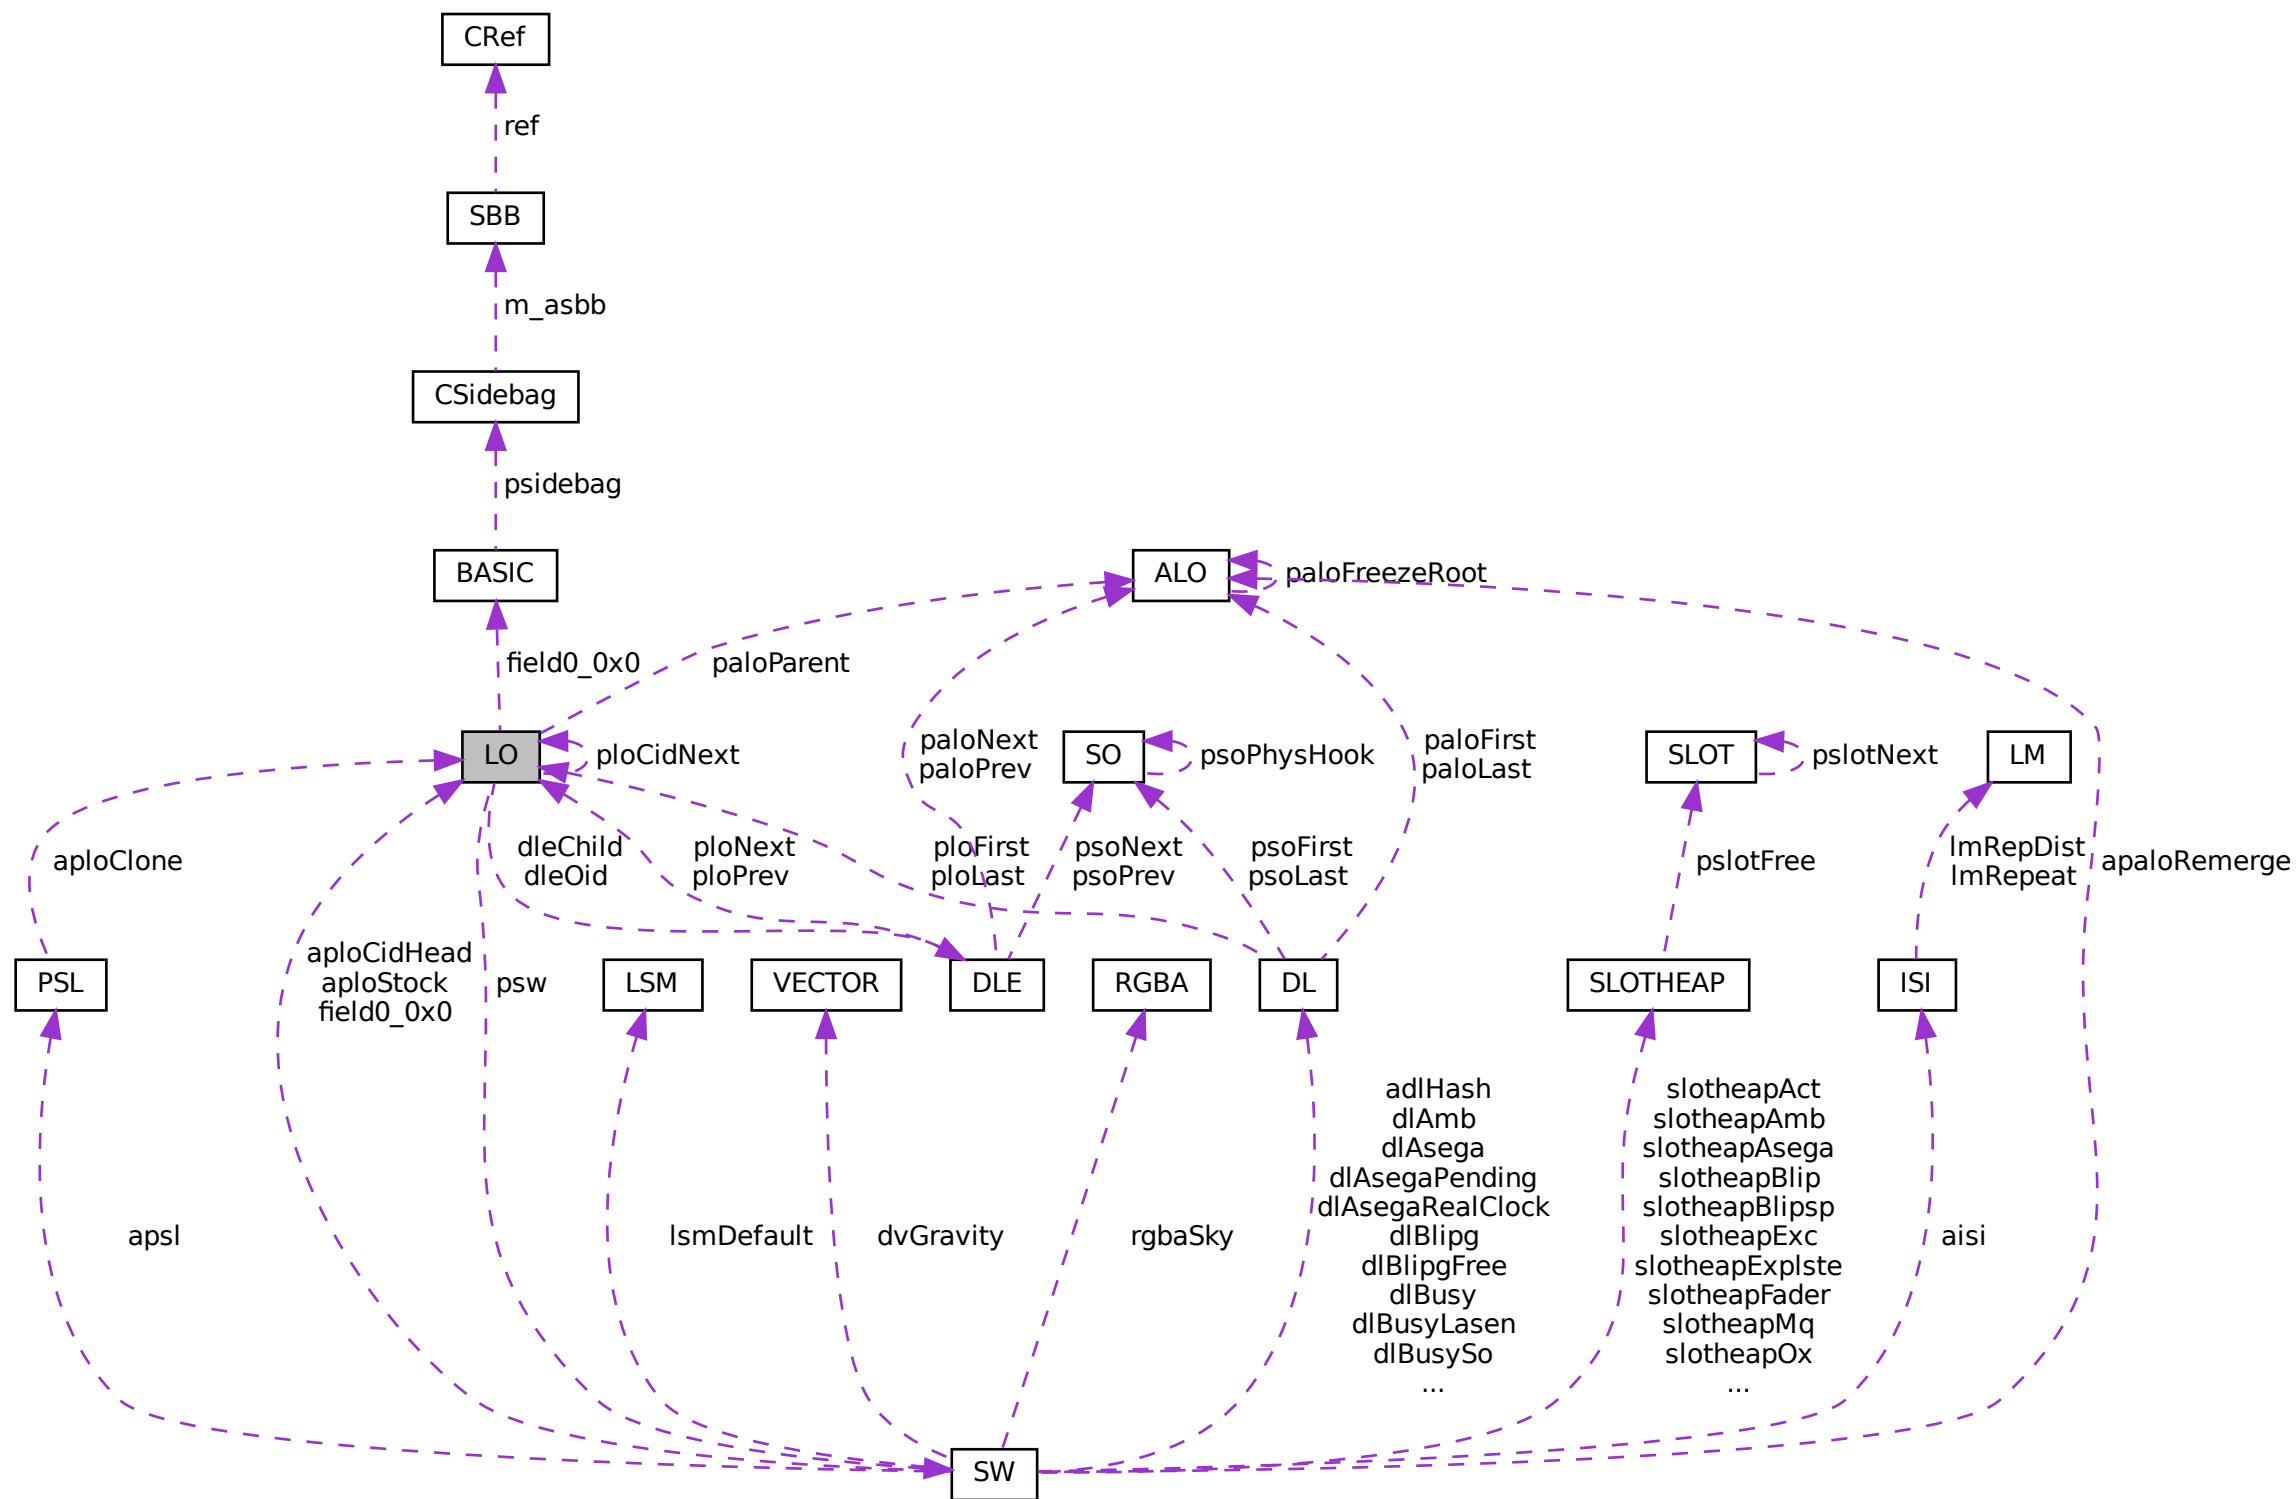 CRef
ref
SBB
m_asbb
CSidebag
psidebag
BASIC
ALO
paloFreezeRoot
field0_0x0
paloParent
LO
ploCidNext
paloNext
paloPrev
SO
psoPhysHook
paloFirst
paloLast
SLOT
pslotNext
LM
aploClone
dleChild
dleOid
ploNext
ploPrev
ploFirst
ploLast
psoNext
psoPrev
psoFirst
psoLast
pslotFree
lmRepDist
lmRepeat
apaloRemerge
PSL
aploCidHead
aploStock
field0_0x0
psw
LSM
VECTOR
DLE
RGBA
DL
SLOTHEAP
ISI
apsl
lsmDefault
dvGravity
rgbaSky
adlHash
dlAmb
dlAsega
dlAsegaPending
dlAsegaRealClock
dlBlipg
dlBlipgFree
dlBusy
dlBusyLasen
dlBusySo
...
slotheapAct
slotheapAmb
slotheapAsega
slotheapBlip
slotheapBlipsp
slotheapExc
slotheapExplste
slotheapFader
slotheapMq
slotheapOx
...
aisi
SW